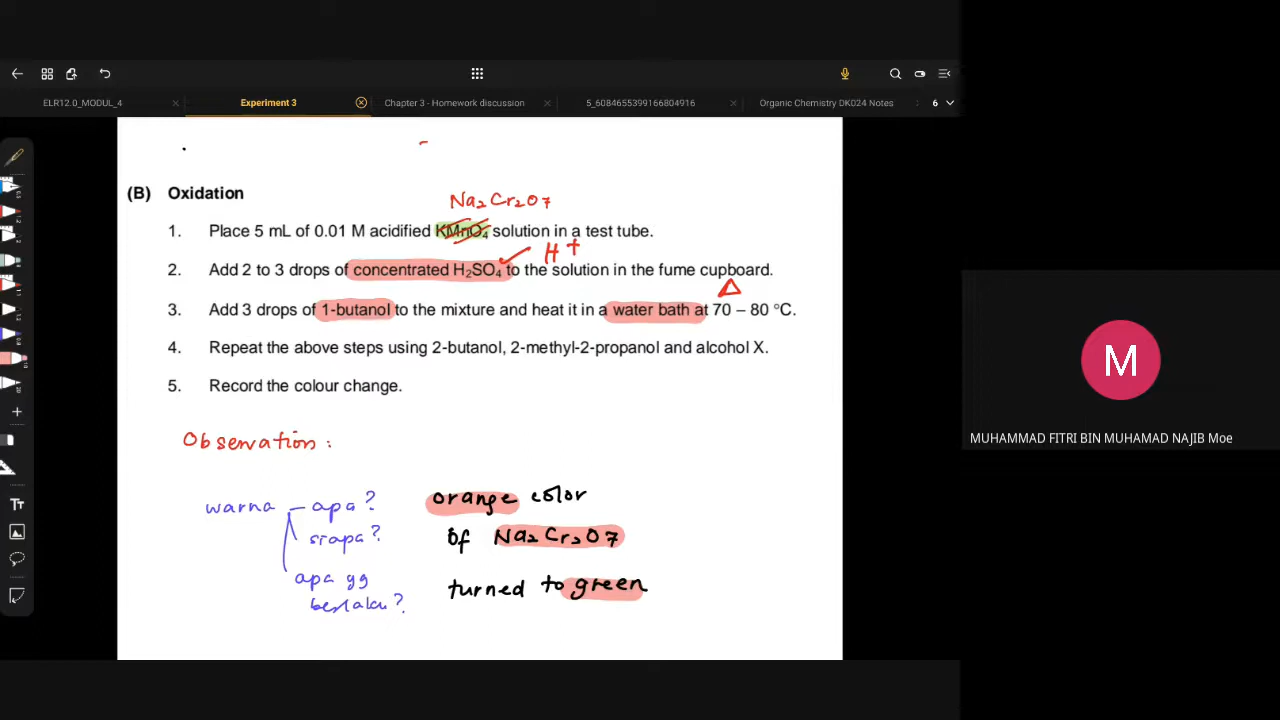 ELR12.0_MODUL_4
Experiment 3
Chapter 3 - Homework discussion
5_6084655399166804916
Organic Chemistry DK024 Notes
6
(B) Oxidation
Na₂Cr₂O₇
1. Place 5 mL of 0.01 M acidified KMnO₄ solution in a test tube.
H⁺
2. Add 2 to 3 drops of concentrated H₂SO₄ to the solution in the fume cupboard.
Δ
3. Add 3 drops of 1-butanol to the mixture and heat it in a water bath at 70 – 80 °C.
4. Repeat the above steps using 2-butanol, 2-methyl-2-propanol and alcohol X.
5. Record the colour change.
Observation :
warna – apa? orange color
siapa? of Na₂Cr₂O₇
apa yg turned to green
berlaku?
M
MUHAMMAD FITRI BIN MUHAMAD NAJIB Moe
Tt